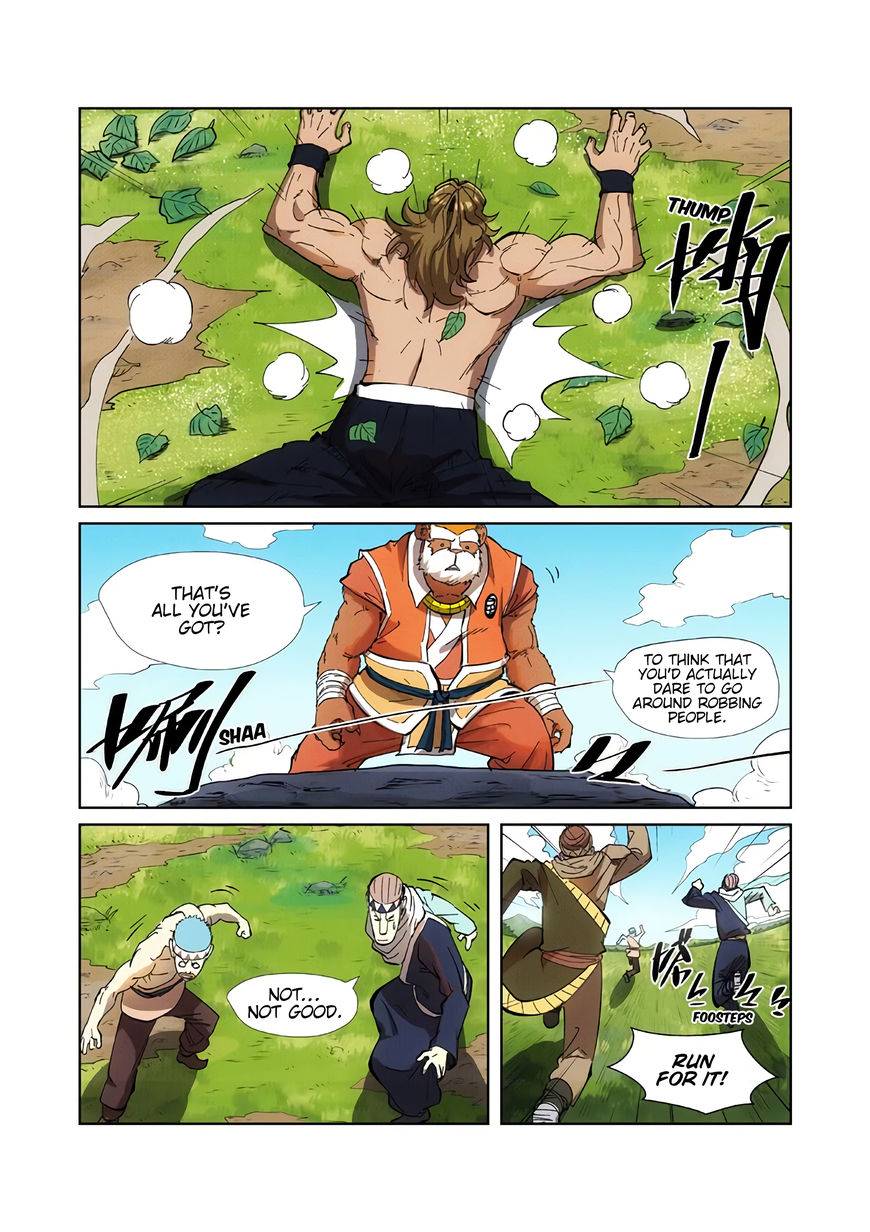 THUMP
THAT'S
ALL YOU'VE
GOT?
TO THINK THAT
YOU'D ACTUALLY
DARE TO GO
AROUND ROBBING
PEOPLE.
SHAA
NOT...
NOT GOOD.
FOOSTEPS
RUN
FOR IT!